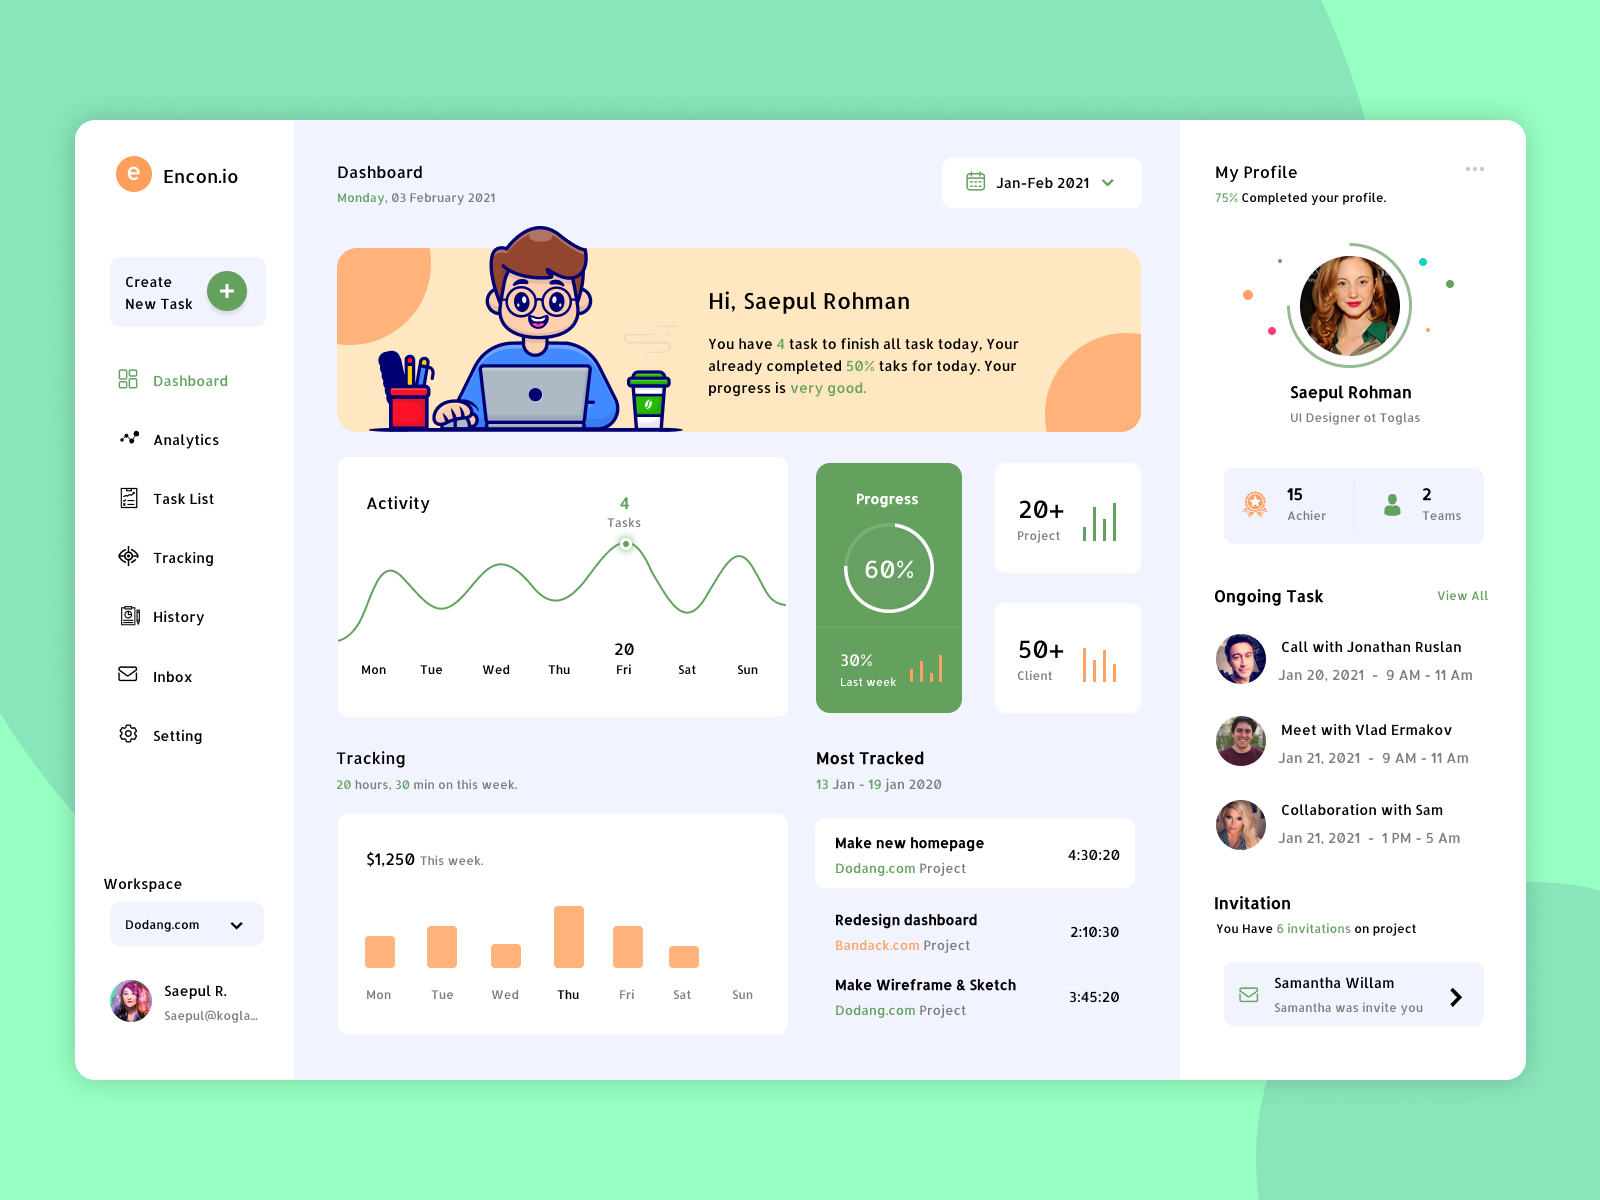 e
Encon.io
Create
New Task
Dashboard
Analytics
Task List
Tracking
History
Inbox
Setting
Workspace
Dodang.com
Saepul R.
Saepul@kogla...
Dashboard
Monday, 03 February 2021
Jan-Feb 2021
Hi, Saepul Rohman
You have 4 task to finish all task today, Your
already completed 50% taks for today. Your
progress is very good.
Activity
4
Tasks
20
Mon Tue Wed Thu Fri Sat Sun
Progress
60%
30%
Last week
20+
Project
50+
Client
Tracking
20 hours, 30 min on this week.
$1,250 This week.
Mon Tue Wed Thu Fri Sat Sun
Most Tracked
13 Jan - 19 jan 2020
Make new homepage
Dodang.com Project
4:30:20
Redesign dashboard
Bandack.com Project
2:10:30
Make Wireframe & Sketch
Dodang.com Project
3:45:20
My Profile
75% Completed your profile.
Saepul Rohman
UI Designer ot Toglas
15
Achier
2
Teams
Ongoing Task
View All
Call with Jonathan Ruslan
Jan 20, 2021 - 9 AM - 11 Am
Meet with Vlad Ermakov
Jan 21, 2021 - 9 AM - 11 Am
Collaboration with Sam
Jan 21, 2021 - 1 PM - 5 Am
Invitation
You Have 6 invitations on project
Samantha Willam
Samantha was invite you